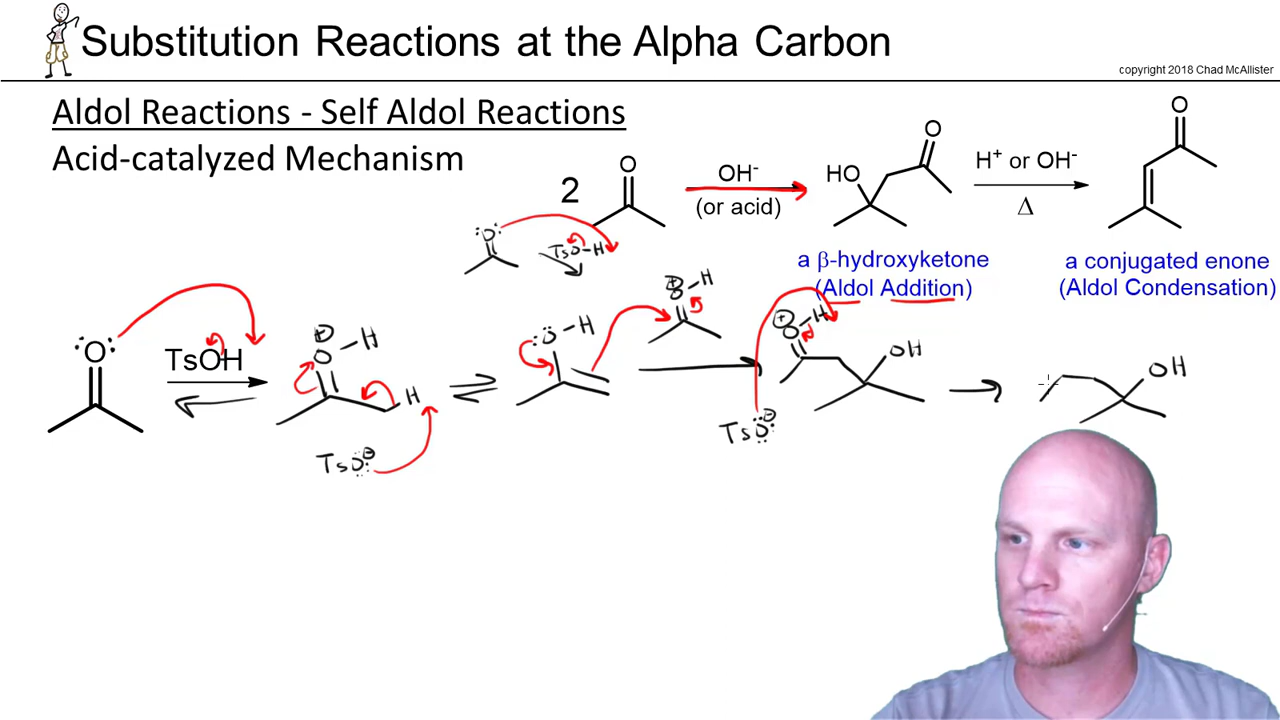 Substitution Reactions at the Alpha Carbon
copyright 2018 Chad McAllister
Aldol Reactions - Self Aldol Reactions
Acid-catalyzed Mechanism
2
O
OH-
(or acid)
HO
O
H+ or OH-
Δ
O
a β-hydroxyketone
(Aldol Addition)
a conjugated enone
(Aldol Condensation)
O
TsO-H
O
TsOH
O-H
H
TsO
O-H
O-H
O-H
OH
TsO
OH